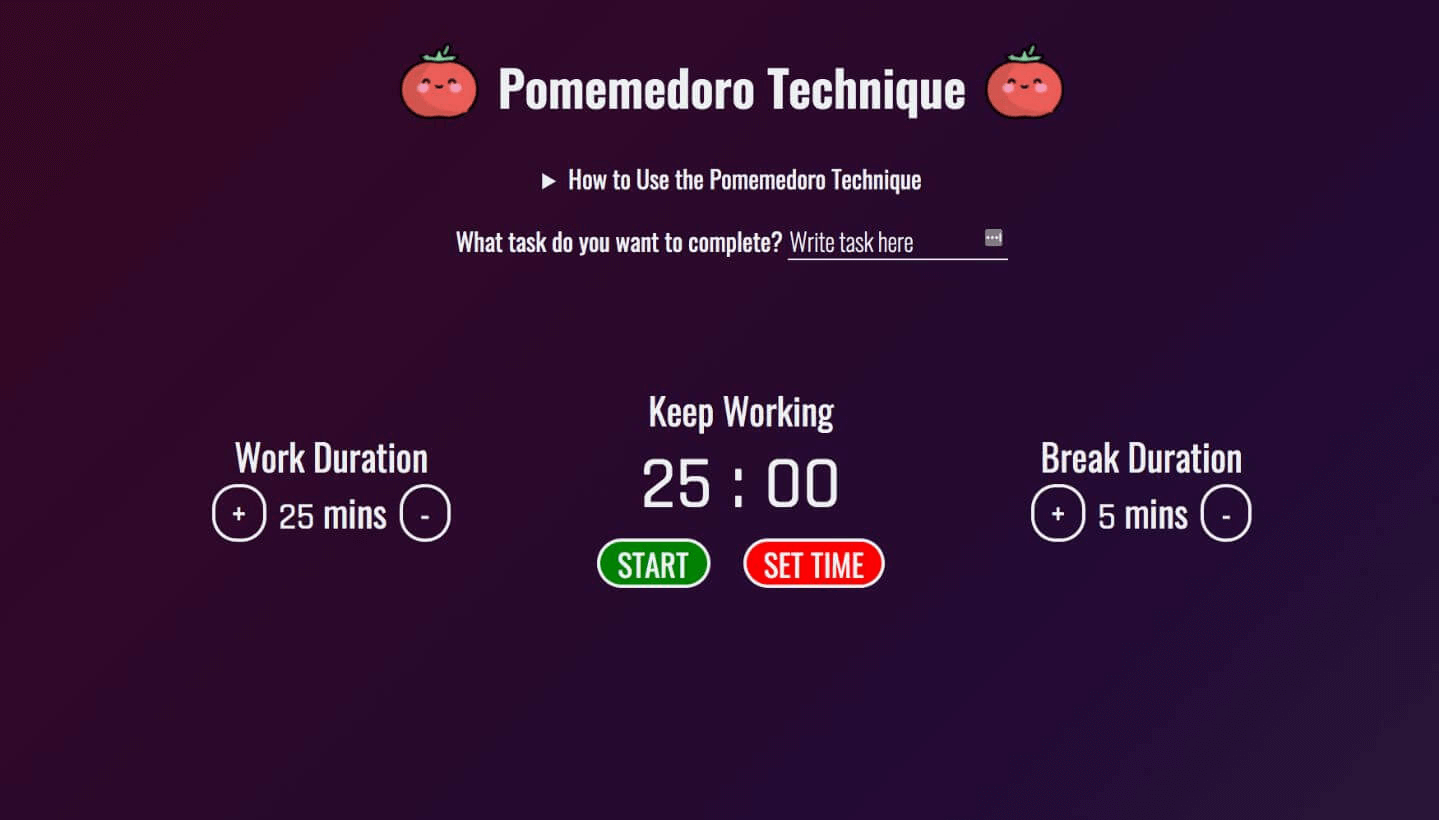 Pomemedoro Technique
▶ How to Use the Pomemedoro Technique
What task do you want to complete? Write task here
Keep Working
Work Duration
+ 25 mins -
25 : 00
Break Duration
+ 5 mins -
START SET TIME